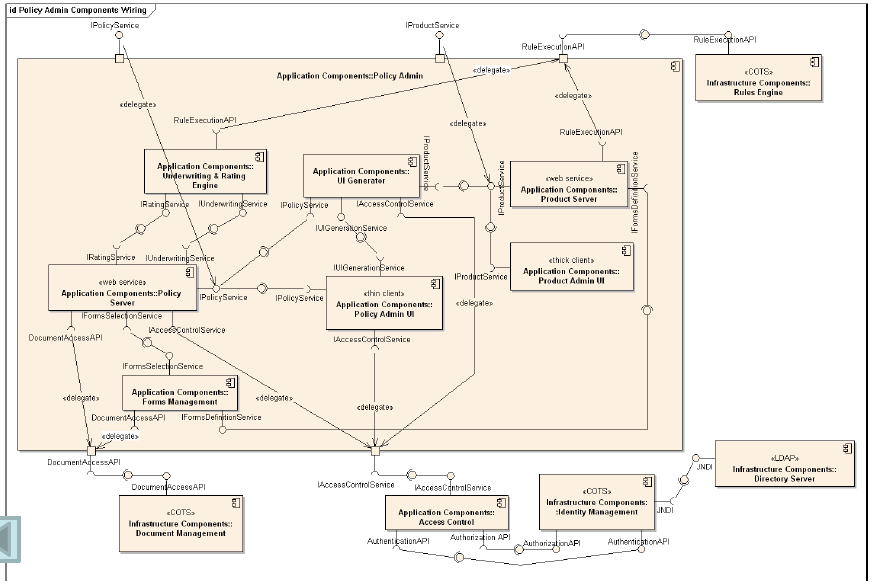 id Policy Admin Components Wiring
IPolicyService
IProductService
RuleExecutionAPI
RuleExecutionAPI
«COTS»
Infrastructure Components::
Rules Engine
Application Components::Policy Admin
«delegate»
«delegate»
«delegate»
«delegate»
RuleExecutionAPI
RuleExecutionAPI
Application Components::
Underwriting & Rating
Engine
Application Components::
UI Generator
IProductService
IProductService
«web service»
Application Components::
Product Server
IFormsDefinitionService
IRatingService
IUnderwritingService
IPolicyService
IAccessControlService
IUIGenerationService
IRatingService
IUnderwritingService
IUIGenerationService
IProductService
«thick client»
Application Components::
Product Admin UI
«web service»
Application Components::Policy
Server
IPolicyService
IPolicyService
«thin client»
Application Components::
Policy Admin UI
«delegate»
IFormsSelectionService
IAccessControlService
DocumentAccessAPI
IAccessControlService
IFormsSelectionService
Application Components::
Forms Management
«delegate»
«delegate»
«delegate»
DocumentAccessAPI
IFormsDefinitionService
«delegate»
DocumentAccessAPI
DocumentAccessAPI
«COTS»
Infrastructure Components::
Document Management
IAccessControlService
IAccessControlService
Application Components::
Access Control
«COTS»
Infrastructure Components:
:Identity Management
JNDI
JNDI
«LDAP»
Infrastructure Components::
Directory Server
AuthenticationAPI
Authorization API
AuthorizationAPI
AuthenticationAPI